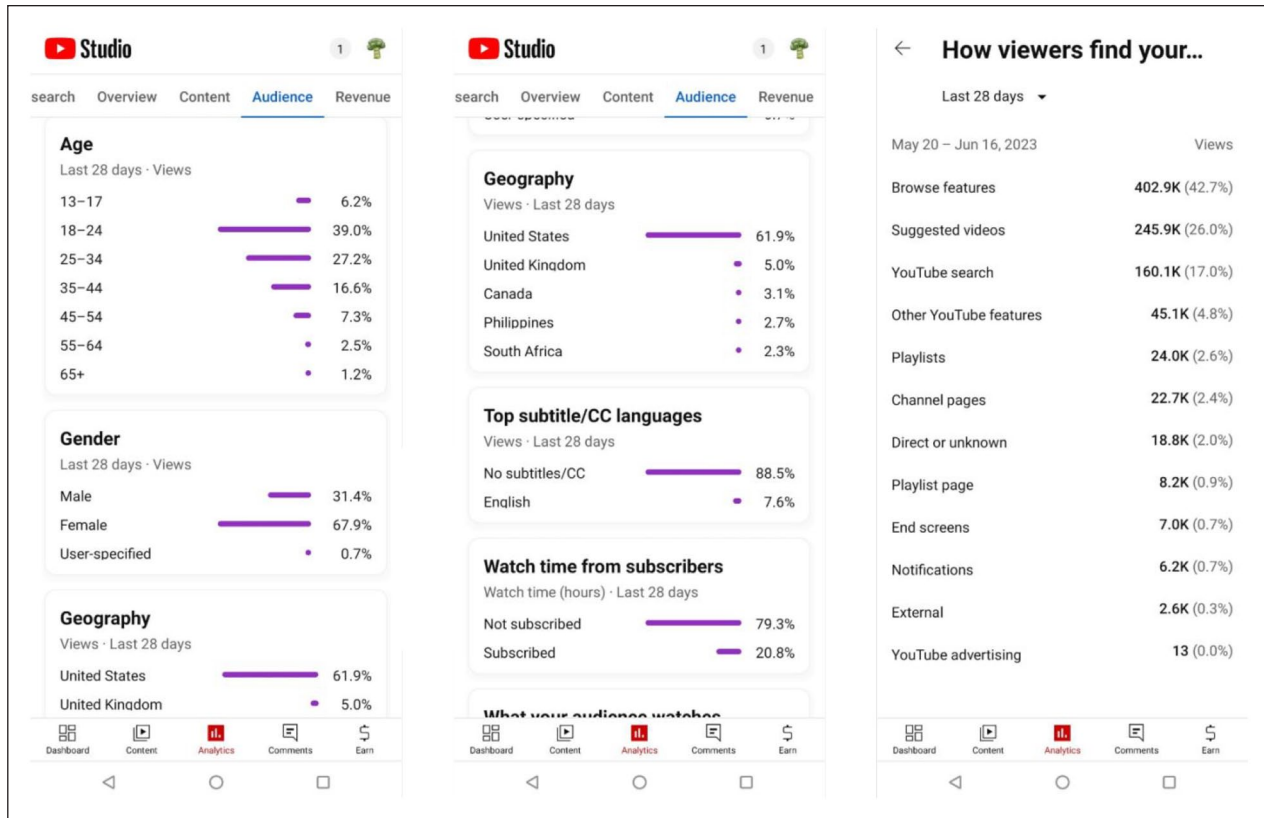 Studio
1
search Overview Content Audience Revenue
Age
Last 28 days · Views
13–17 6.2%
18–24 39.0%
25–34 27.2%
35–44 16.6%
45–54 7.3%
55–64 2.5%
65+ 1.2%
Gender
Last 28 days · Views
Male 31.4%
Female 67.9%
User-specified 0.7%
Geography
Views · Last 28 days
United States 61.9%
United Kingdom 5.0%
Dashboard Content Analytics Comments Earn
Studio
1
search Overview Content Audience Revenue
Geography
Views · Last 28 days
United States 61.9%
United Kingdom 5.0%
Canada 3.1%
Philippines 2.7%
South Africa 2.3%
Top subtitle/CC languages
Views · Last 28 days
No subtitles/CC 88.5%
English 7.6%
Watch time from subscribers
Watch time (hours) · Last 28 days
Not subscribed 79.3%
Subscribed 20.8%
What your audience watches
Dashboard Content Analytics Comments Earn
How viewers find your...
Last 28 days
May 20 – Jun 16, 2023 Views
Browse features 402.9K (42.7%)
Suggested videos 245.9K (26.0%)
YouTube search 160.1K (17.0%)
Other YouTube features 45.1K (4.8%)
Playlists 24.0K (2.6%)
Channel pages 22.7K (2.4%)
Direct or unknown 18.8K (2.0%)
Playlist page 8.2K (0.9%)
End screens 7.0K (0.7%)
Notifications 6.2K (0.7%)
External 2.6K (0.3%)
YouTube advertising 13 (0.0%)
Dashboard Content Analytics Comments Earn